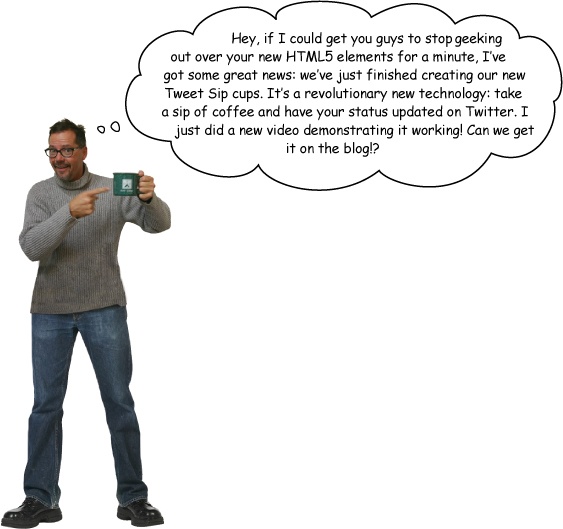 Hey, if I could get you guys to stop geeking
out over your new HTML5 elements for a minute, I've
got some great news: we've just finished creating our new
Tweet Sip cups. It's a revolutionary new technology: take
a sip of coffee and have your status updated on Twitter. I
just did a new video demonstrating it working! Can we get
it on the blog!?